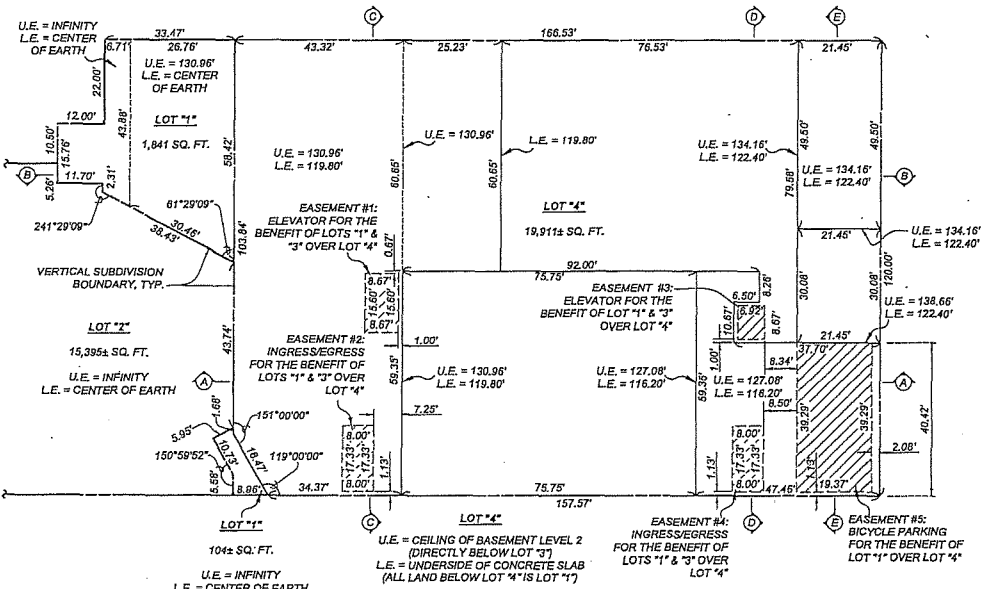 C
D
E
U.E. = INFINITY
L.E. = CENTER
OF EARTH
33.47'
6.71'
26.76'
43.32'
25.23'
166.53'
76.53'
21.45'
U.E. = 130.96'
L.E. = CENTER
OF EARTH
22.00'
43.88'
LOT "1"
1,841 SQ. FT.
12.00'
10.50'
15.76'
5.26'
B
11.70'
2.31'
241°29'09"
30.46'
38.43'
61°29'09"
58.42'
103.84'
U.E. = 130.96'
L.E. = 119.80'
U.E. = 130.96'
60.65'
L.E. = 119.80'
60.65'
LOT "4"
19,911± SQ. FT.
U.E. = 134.16'
L.E. = 122.40'
49.50'
79.58'
49.50'
U.E. = 134.16'
L.E. = 122.40'
B
21.45'
U.E. = 134.16'
L.E. = 122.40'
120.00'
30.08'
30.08'
U.E. = 138.66'
L.E. = 122.40'
EASEMENT #1:
ELEVATOR FOR THE
BENEFIT OF LOTS "1" &
"3" OVER LOT "4"
0.67'
8.67'
15.60'
15.60'
8.67'
92.00'
75.75'
8.26'
EASEMENT #3:
ELEVATOR FOR THE
BENEFIT OF LOT "1" & "3"
OVER LOT "4"
6.50'
6.92'
10.67'
8.67'
1.00'
VERTICAL SUBDIVISION
BOUNDARY, TYP.
LOT "2"
15,395± SQ. FT.
U.E. = INFINITY
L.E. = CENTER OF EARTH
43.74'
A
EASEMENT #2:
INGRESS/EGRESS
FOR THE BENEFIT OF
LOTS "1" & "3" OVER
LOT "4"
1.00'
59.35'
U.E. = 130.96'
L.E. = 119.80'
7.25'
U.E. = 127.08'
L.E. = 116.20'
59.35'
U.E. = 127.08'
L.E. = 116.20'
8.34'
8.50'
21.45'
37.70'
39.29'
39.29'
A
40.42'
2.08'
1.68'
151°00'00"
5.95'
10.73'
18.47'
150°59'52"
119°00'00"
5.58'
8.96'
34.37'
8.00'
17.33'
17.33'
8.00'
1.13'
75.75'
157.57'
1.13'
8.00'
17.33'
17.33'
8.00'
47.46'
1.13'
19.37'
LOT "1"
104± SQ. FT.
U.E. = INFINITY
L.E. = CENTER OF EARTH
C
LOT "4"
U.E. = CEILING OF BASEMENT LEVEL 2
(DIRECTLY BELOW LOT "3")
L.E. = UNDERSIDE OF CONCRETE SLAB
(ALL LAND BELOW LOT "4" IS LOT "1")
EASEMENT #4:
INGRESS/EGRESS
FOR THE BENEFIT OF
LOTS "1" & "3" OVER
LOT "4"
D
E
EASEMENT #5:
BICYCLE PARKING
FOR THE BENEFIT OF
LOT "1" OVER LOT "4"